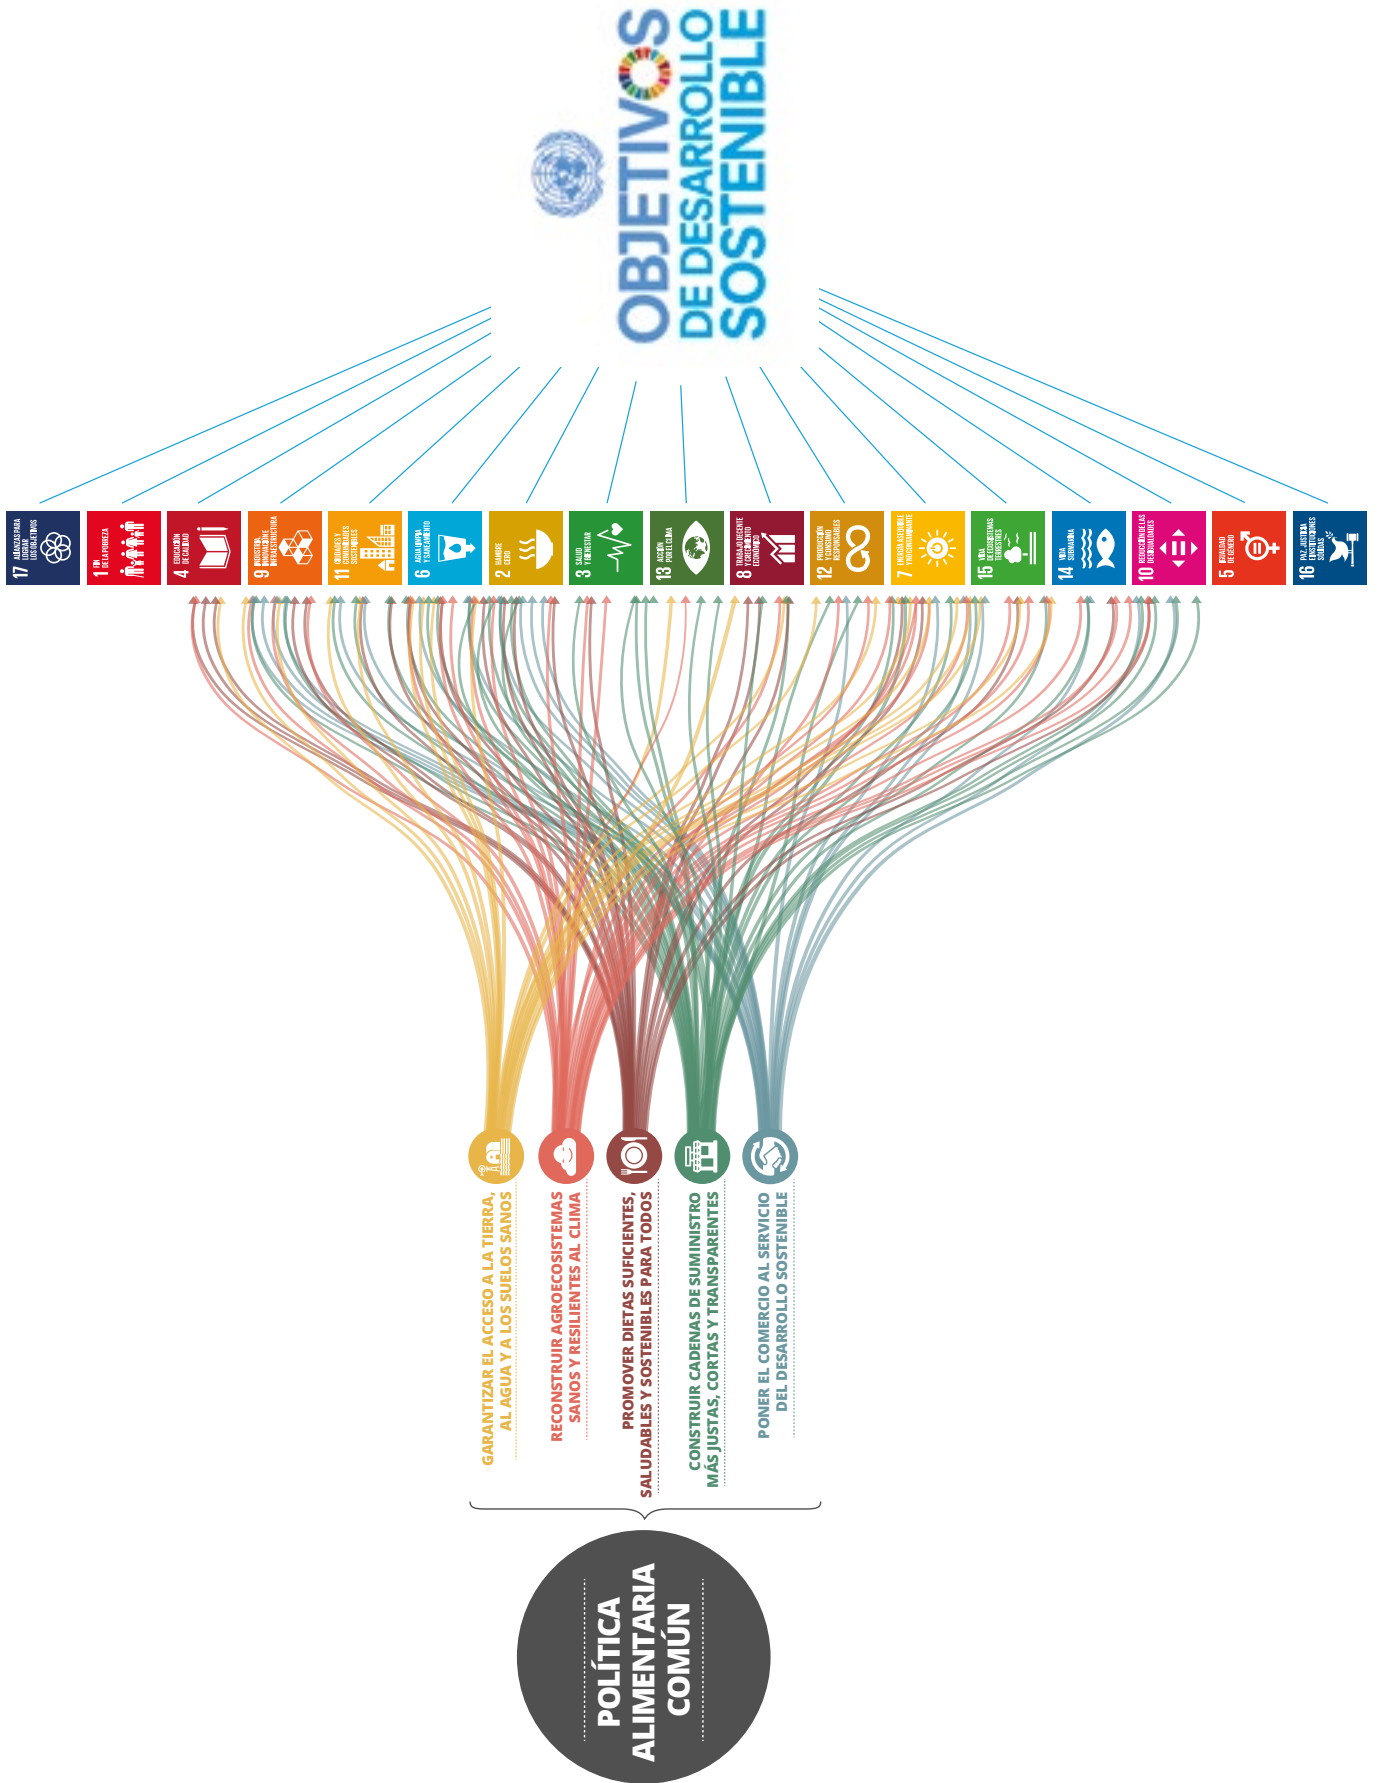 POLÍTICA
ALIMENTARIA
COMÚN
GARANTIZAR EL ACCESO A LA TIERRA,
AL AGUA Y A LOS SUELOS SANOS
RECONSTRUIR AGROECOSISTEMAS
SANOS Y RESILIENTES AL CLIMA
PROMOVER DIETAS SUFICIENTES,
SALUDABLES Y SOSTENIBLES PARA TODOS
CONSTRUIR CADENAS DE SUMINISTRO
MÁS JUSTAS, CORTAS Y TRANSPARENTES
PONER EL COMERCIO AL SERVICIO
DEL DESARROLLO SOSTENIBLE
17 ALIANZAS PARA
LOGRAR
LOS OBJETIVOS
1 FIN
DE LA POBREZA
4 EDUCACIÓN
DE CALIDAD
9 INDUSTRIA,
INNOVACIÓN E
INFRAESTRUCTURA
11 CIUDADES Y
COMUNIDADES
SOSTENIBLES
6 AGUA LIMPIA
Y SANEAMIENTO
2 HAMBRE
CERO
3 SALUD
Y BIENESTAR
13 ACCIÓN
POR EL CLIMA
8 TRABAJO DECENTE
Y CRECIMIENTO
ECONÓMICO
12 PRODUCCIÓN
Y CONSUMO
RESPONSABLES
7 ENERGÍA ASEQUIBLE
Y NO CONTAMINANTE
15 VIDA
DE ECOSISTEMAS
TERRESTRES
14 VIDA
SUBMARINA
10 REDUCCIÓN DE LAS
DESIGUALDADES
5 IGUALDAD
DE GÉNERO
16 PAZ, JUSTICIA
E INSTITUCIONES
SÓLIDAS
OBJETIVOS
DE DESARROLLO
SOSTENIBLE